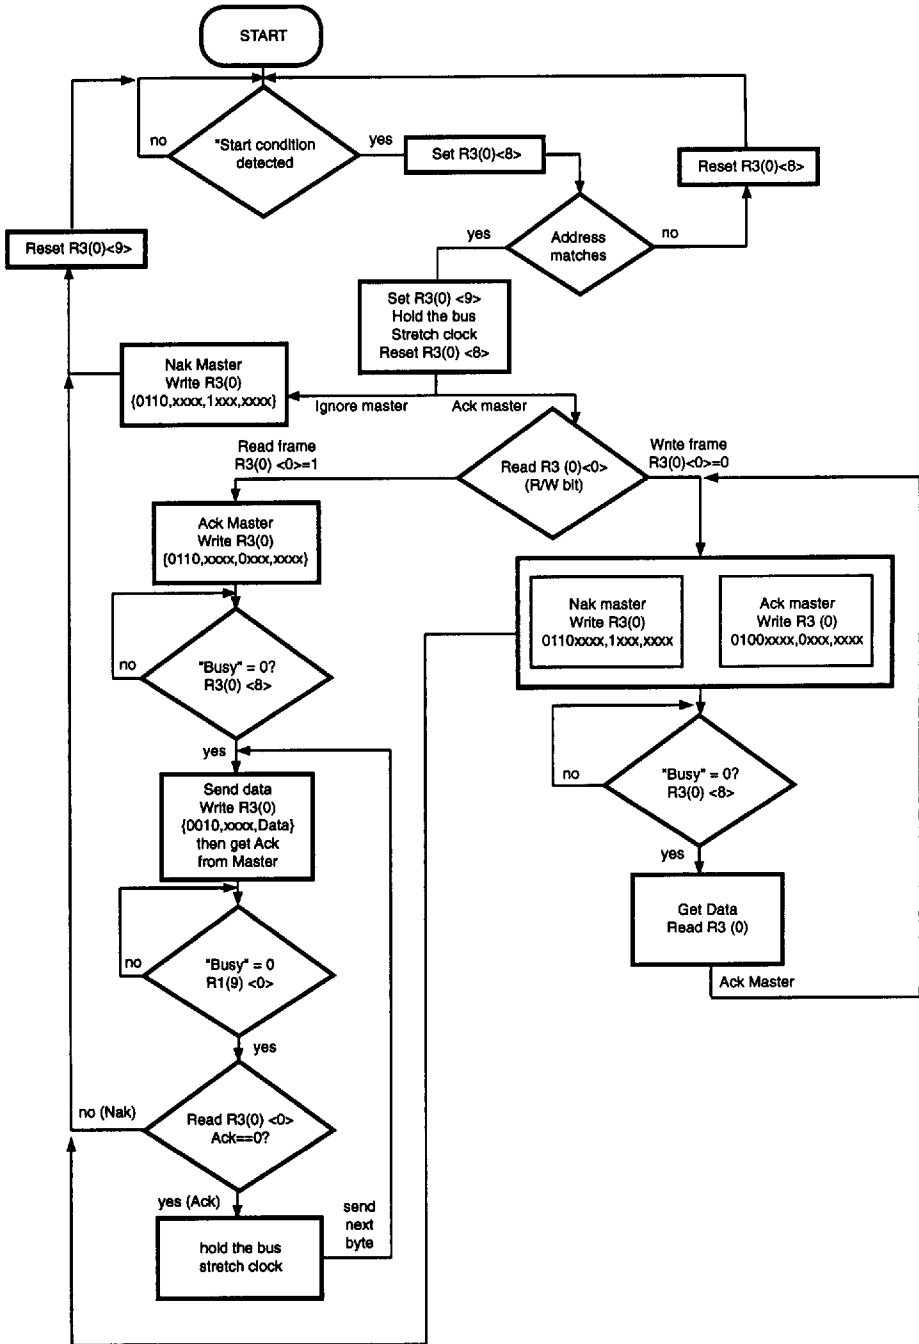 START
no
"Start condition
detected
yes
Set R3(0)<8>
Reset R3(0)<8>
Reset R3(0)<9>
yes
Address
matches
no
Set R3(0) <9>
Hold the bus
Stretch clock
Reset R3(0) <8>
Nak Master
Write R3(0)
{0110,xxxx,1xxx,xxxx}
Ignore master
Ack master
Read frame
R3(0) <0>=1
Read R3 (0)<0>
(R/W bit)
Write frame
R3(0)<0>=0
Ack Master
Write R3(0)
{0110,xxxx,0xxx,xxxx}
Nak master
Write R3(0)
0110xxxx,1xxx,xxxx
Ack master
Write R3 (0)
0100xxxx,0xxx,xxxx
no
"Busy" = 0?
R3(0) <8>
yes
no
"Busy" = 0?
R3(0) <8>
yes
Send data
Write R3(0)
{0010,xxxx,Data}
then get Ack
from Master
Get Data
Read R3 (0)
Ack Master
no
"Busy" = 0
R1(9) <0>
yes
no (Nak)
Read R3(0) <0>
Ack==0?
yes (Ack)
send
next
byte
hold the bus
stretch clock